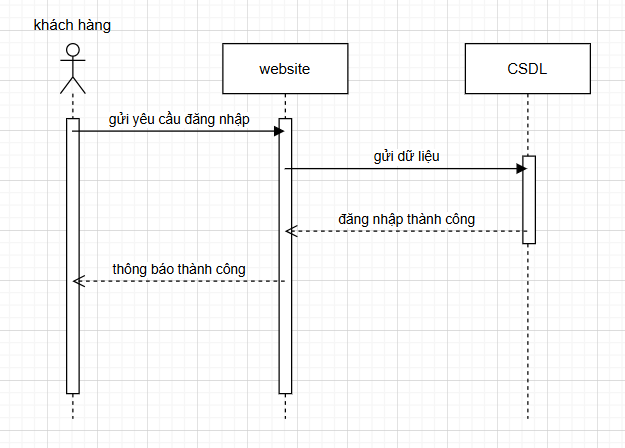 khách hàng
website
CSDL
gửi yêu cầu đăng nhập
gửi dữ liệu
đăng nhập thành công
thông báo thành công